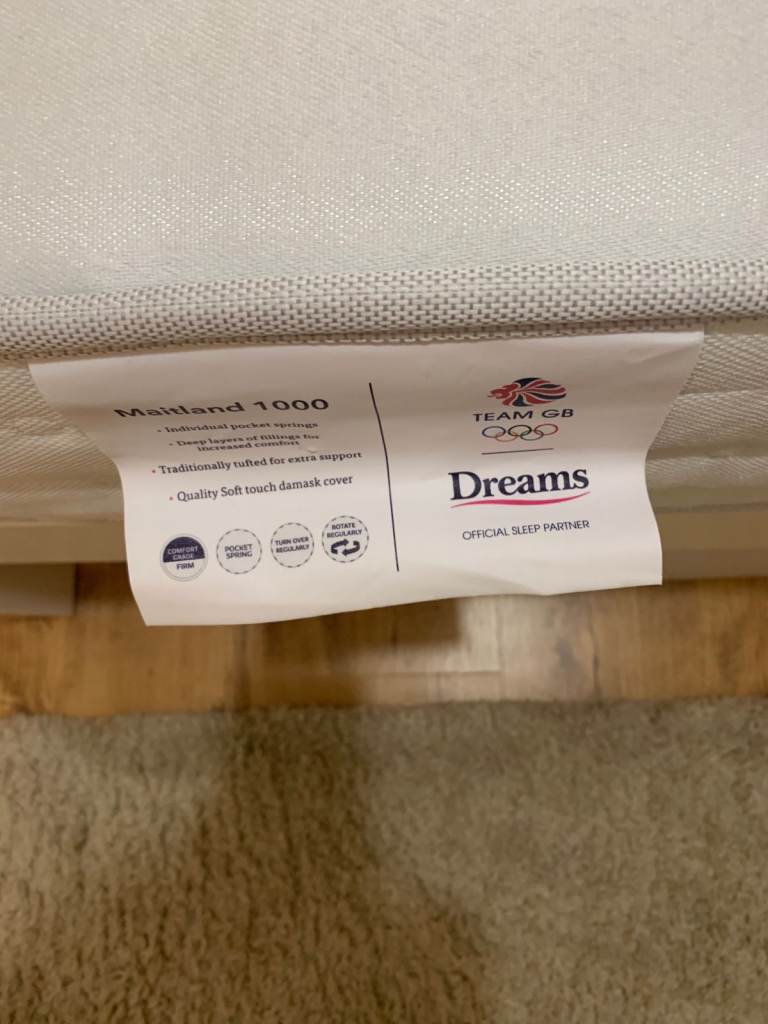 Maitland 1000
• Individual pocket springs
• Deep layers of fillings for
increased comfort
• Traditionally tufted for extra support
• Quality Soft touch damask cover
COMFORT
GRADE
FIRM
POCKET
SPRING
TURN OVER
REGULARLY
ROTATE
REGULARLY
TEAM GB
Dreams
OFFICIAL SLEEP PARTNER